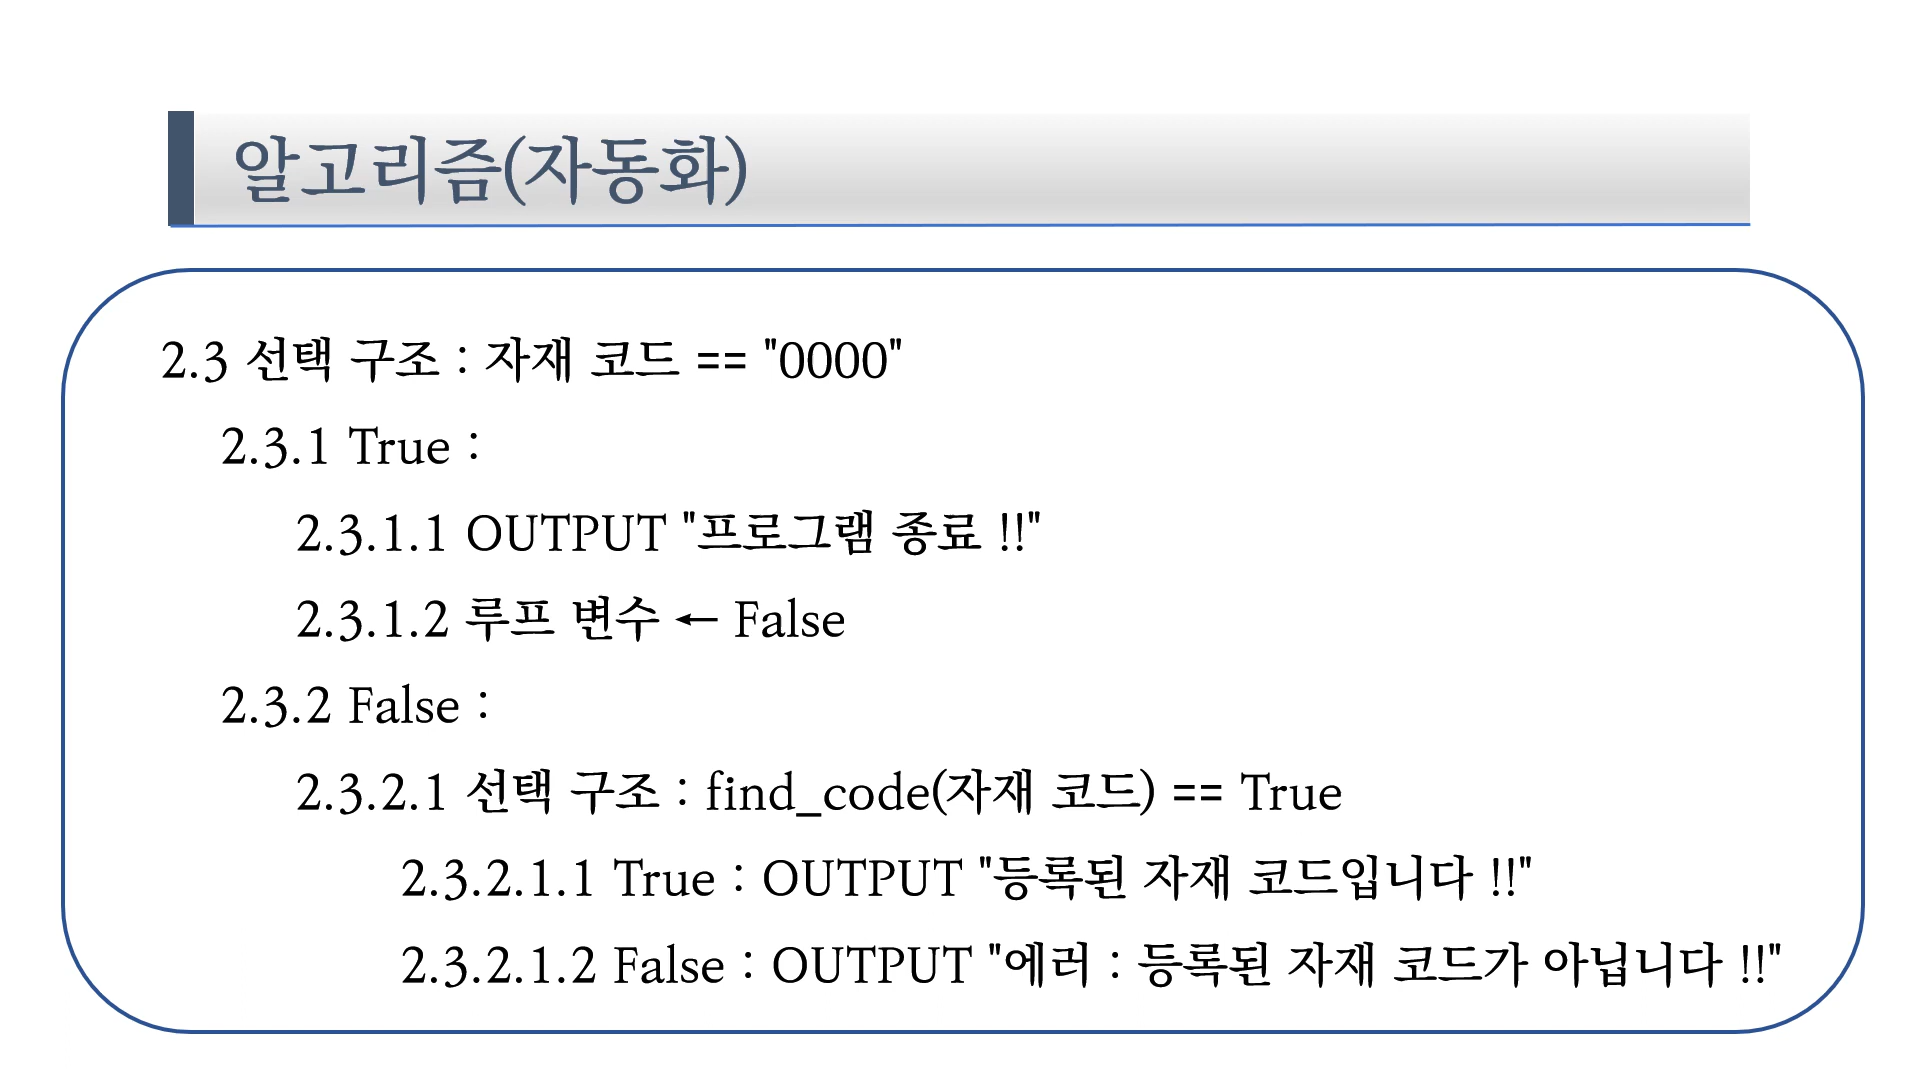 알고리즘(자동화)
2.3 선택 구조 : 자재 코드 == "0000"
2.3.1 True :
2.3.1.1 OUTPUT "프로그램 종료 !!"
2.3.1.2 루프 변수 ← False
2.3.2 False :
2.3.2.1 선택 구조 : find_code(자재 코드) == True
2.3.2.1.1 True : OUTPUT "등록된 자재 코드입니다 !!"
2.3.2.1.2 False : OUTPUT "에러 : 등록된 자재 코드가 아닙니다 !!"